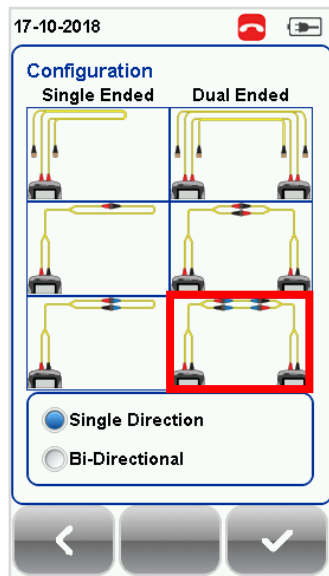 17-10-2018
Configuration
Single Ended Dual Ended
Single Direction
Bi-Directional